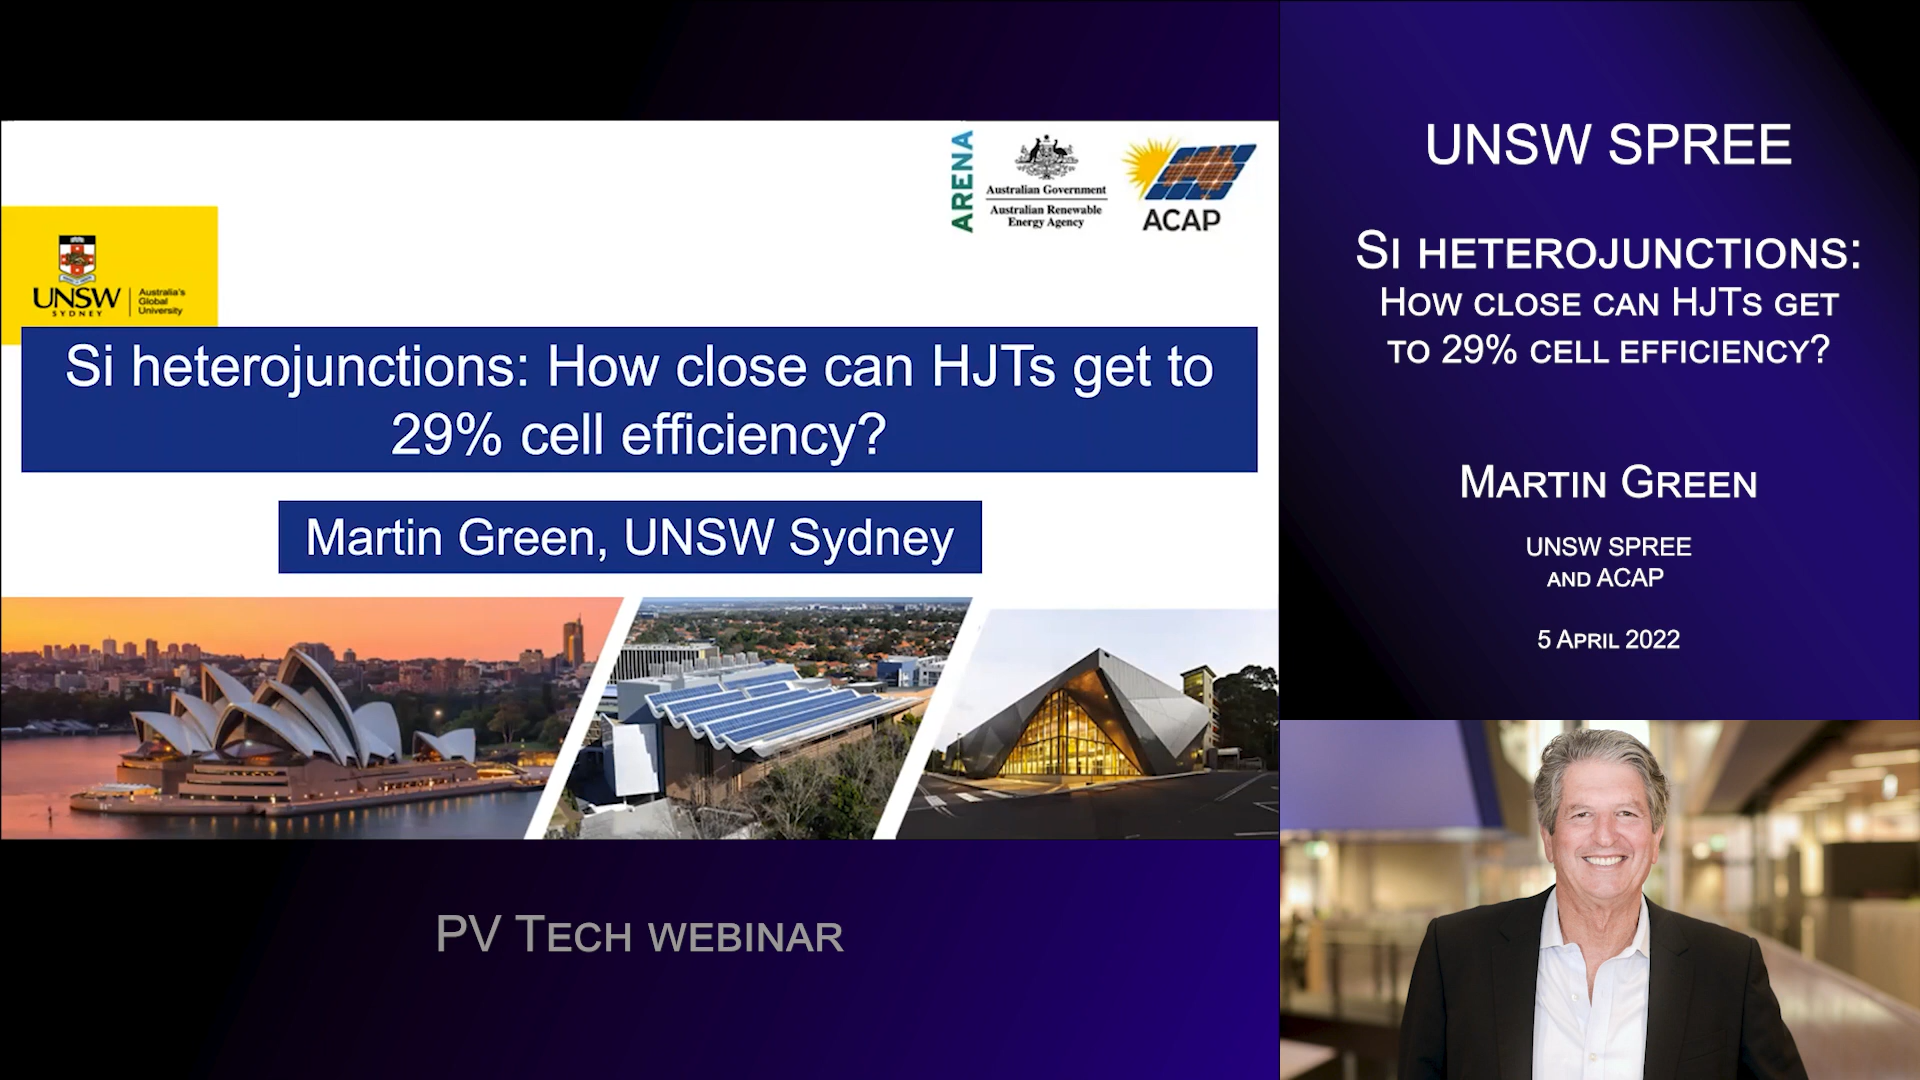 ARENA
Australian Government
Australian Renewable
Energy Agency
ACAP
UNSW
SYDNEY
Australia's
Global
University
Si heterojunctions: How close can HJTs get to
29% cell efficiency?
Martin Green, UNSW Sydney
PV Tech webinar
UNSW SPREE
Si heterojunctions:
How close can HJTs get
to 29% cell efficiency?
Martin Green
UNSW SPREE
and ACAP
5 April 2022